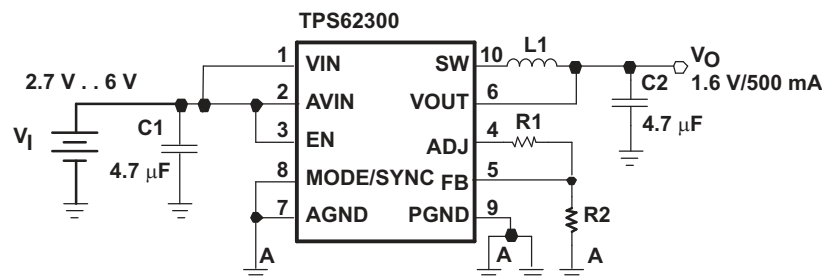 TPS62300
2.7 V . . 6 V
VI
C1
4.7 μF
1
VIN
2
AVIN
3
EN
8
MODE/SYNC
7
AGND
A
SW
10
L1
VOUT
6
ADJ
4
R1
FB
5
PGND
9
A
R2
A
C2
4.7 μF
VO
1.6 V/500 mA